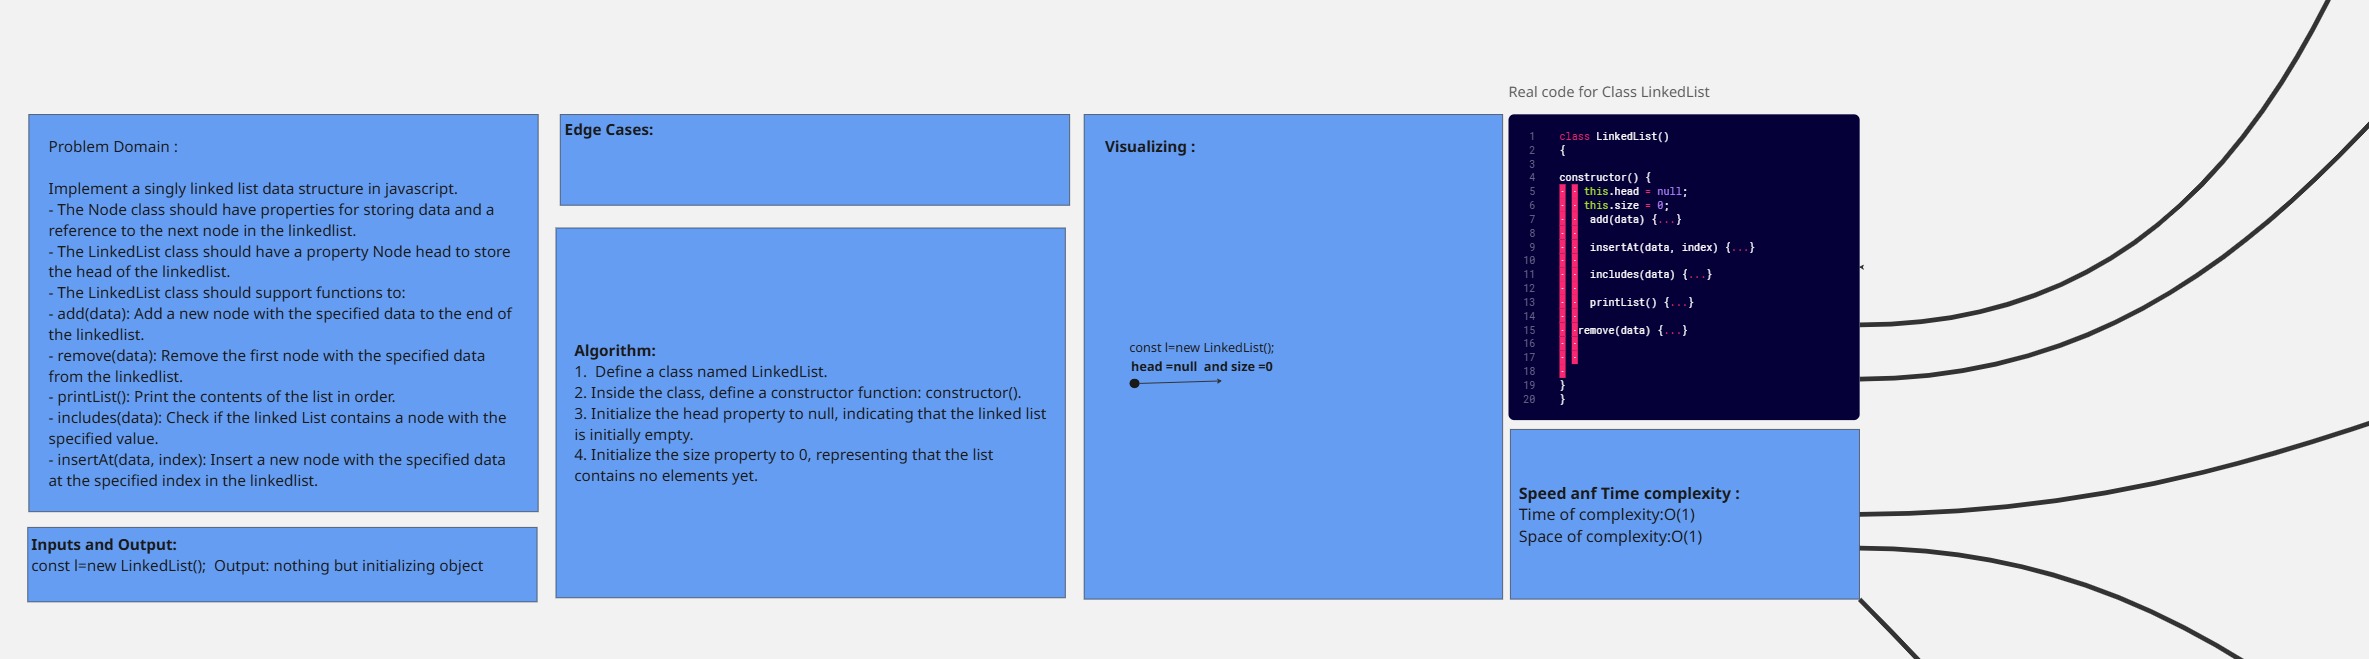 Problem Domain :
Implement a singly linked list data structure in javascript.
- The Node class should have properties for storing data and a
reference to the next node in the linkedlist.
- The LinkedList class should have a property Node head to store
the head of the linkedlist.
- The LinkedList class should support functions to:
- add(data): Add a new node with the specified data to the end of
the linkedlist.
- remove(data): Remove the first node with the specified data
from the linkedlist.
- printList(): Print the contents of the list in order.
- includes(data): Check if the linked List contains a node with the
specified value.
- insertAt(data, index): Insert a new node with the specified data
at the specified index in the linkedlist.
Inputs and Output:
const l=new LinkedList();  Output: nothing but initializing object
Edge Cases:
Algorithm:
1.  Define a class named LinkedList.
2. Inside the class, define a constructor function: constructor().
3. Initialize the head property to null, indicating that the linked list
is initially empty.
4. Initialize the size property to 0, representing that the list
contains no elements yet.
Visualizing :
const l=new LinkedList();
head =null  and size =0
Real code for Class LinkedList
1 class LinkedList()
2 {
3
4 constructor() {
5 this.head = null;
6 this.size = 0;
7 add(data) {...}
8
9 insertAt(data, index) {...}
10
11 includes(data) {...}
12
13 printList() {...}
14
15 remove(data) {...}
16
17
18
19 }
20 }
Speed anf Time complexity :
Time of complexity:O(1)
Space of complexity:O(1)